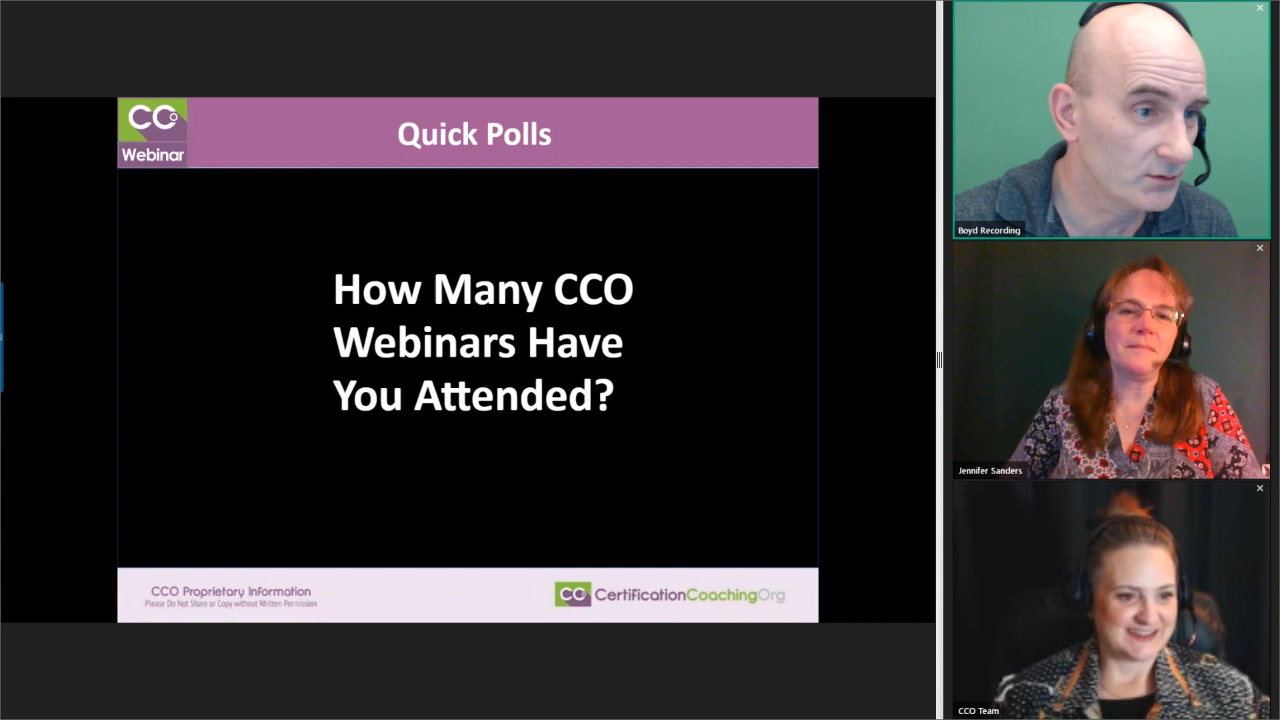 CCO
Webinar
Quick Polls
How Many CCO
Webinars Have
You Attended?
CCO Proprietary Information
Please Do Not Share or Copy without Written Permission
CCO CertificationCoachingOrg
Boyd Recording
Jennifer Sanders
CCO Team